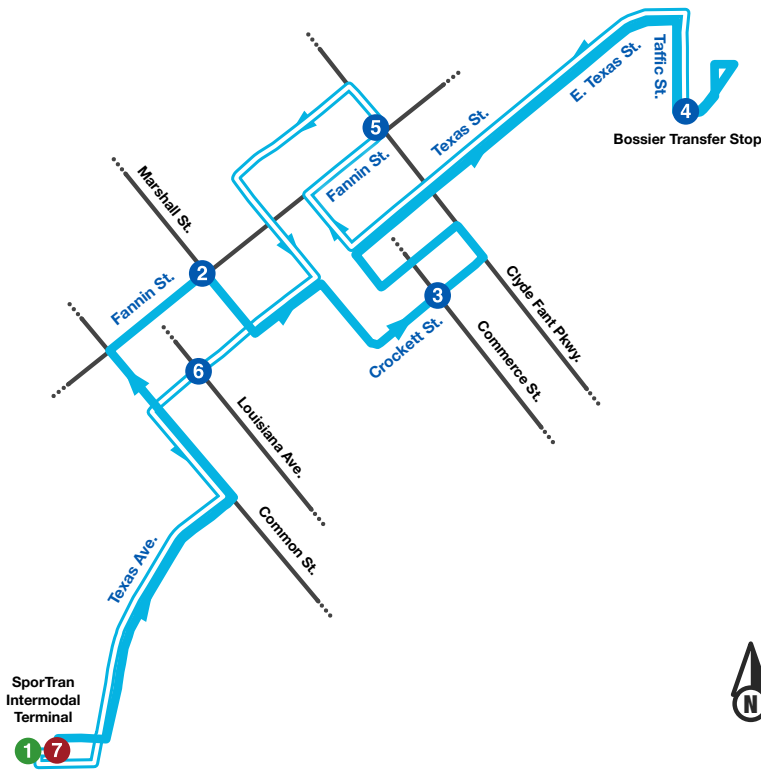 Taffic St.
E. Texas St.
4
Bossier Transfer Stop
5
Texas St.
Fannin St.
Marshall St.
2
Fannin St.
3
Clyde Fant Pkwy.
Crockett St.
Commerce St.
6
Louisiana Ave.
Common St.
Texas Ave.
SporTran
Intermodal
Terminal
1 7
N